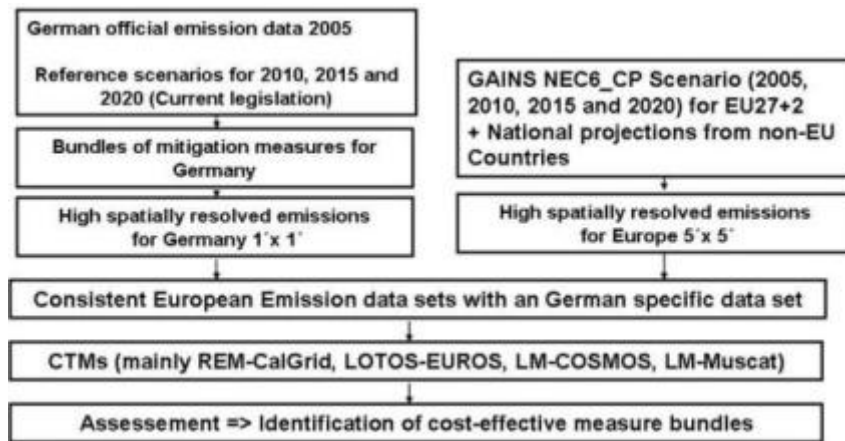 German official emission data 2005
Reference scenarios for 2010, 2015 and
2020 (Current legislation)
Bundles of mitigation measures for
Germany
High spatially resolved emissions
for Germany 1´x 1´
GAINS NEC6_CP Scenario (2005,
2010, 2015 and 2020) for EU27+2
+ National projections from non-EU
Countries
High spatially resolved emissions
for Europe 5´x 5´
Consistent European Emission data sets with an German specific data set
CTMs (mainly REM-CalGrid, LOTOS-EUROS, LM-COSMOS, LM-Muscat)
Assessement => Identification of cost-effective measure bundles